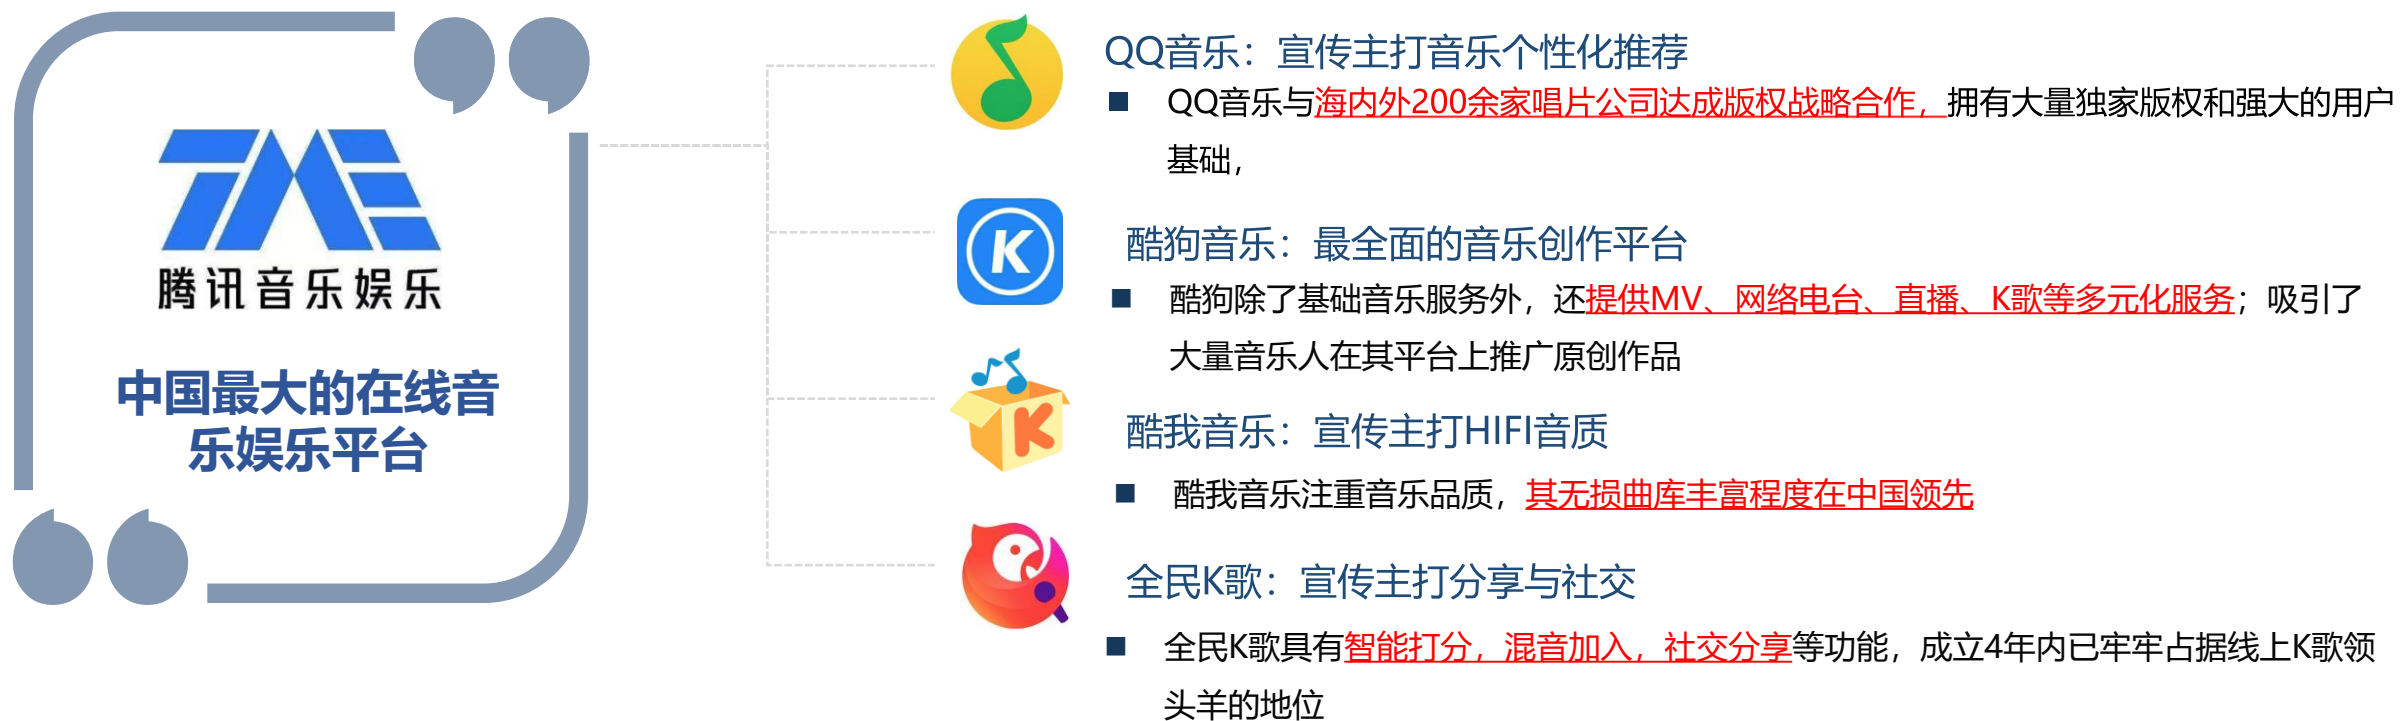 腾讯音乐娱乐
中国最大的在线音
乐娱乐平台
QQ音乐：宣传主打音乐个性化推荐
■ QQ音乐与海内外200余家唱片公司达成版权战略合作，拥有大量独家版权和强大的用户
基础，
酷狗音乐：最全面的音乐创作平台
■ 酷狗除了基础音乐服务外，还提供MV、网络电台、直播、K歌等多元化服务；吸引了
大量音乐人在其平台上推广原创作品
酷我音乐：宣传主打HIFI音质
■ 酷我音乐注重音乐品质，其无损曲库丰富程度在中国领先
全民K歌：宣传主打分享与社交
■ 全民K歌具有智能打分，混音加入，社交分享等功能，成立4年内已牢牢占据线上K歌领
头羊的地位